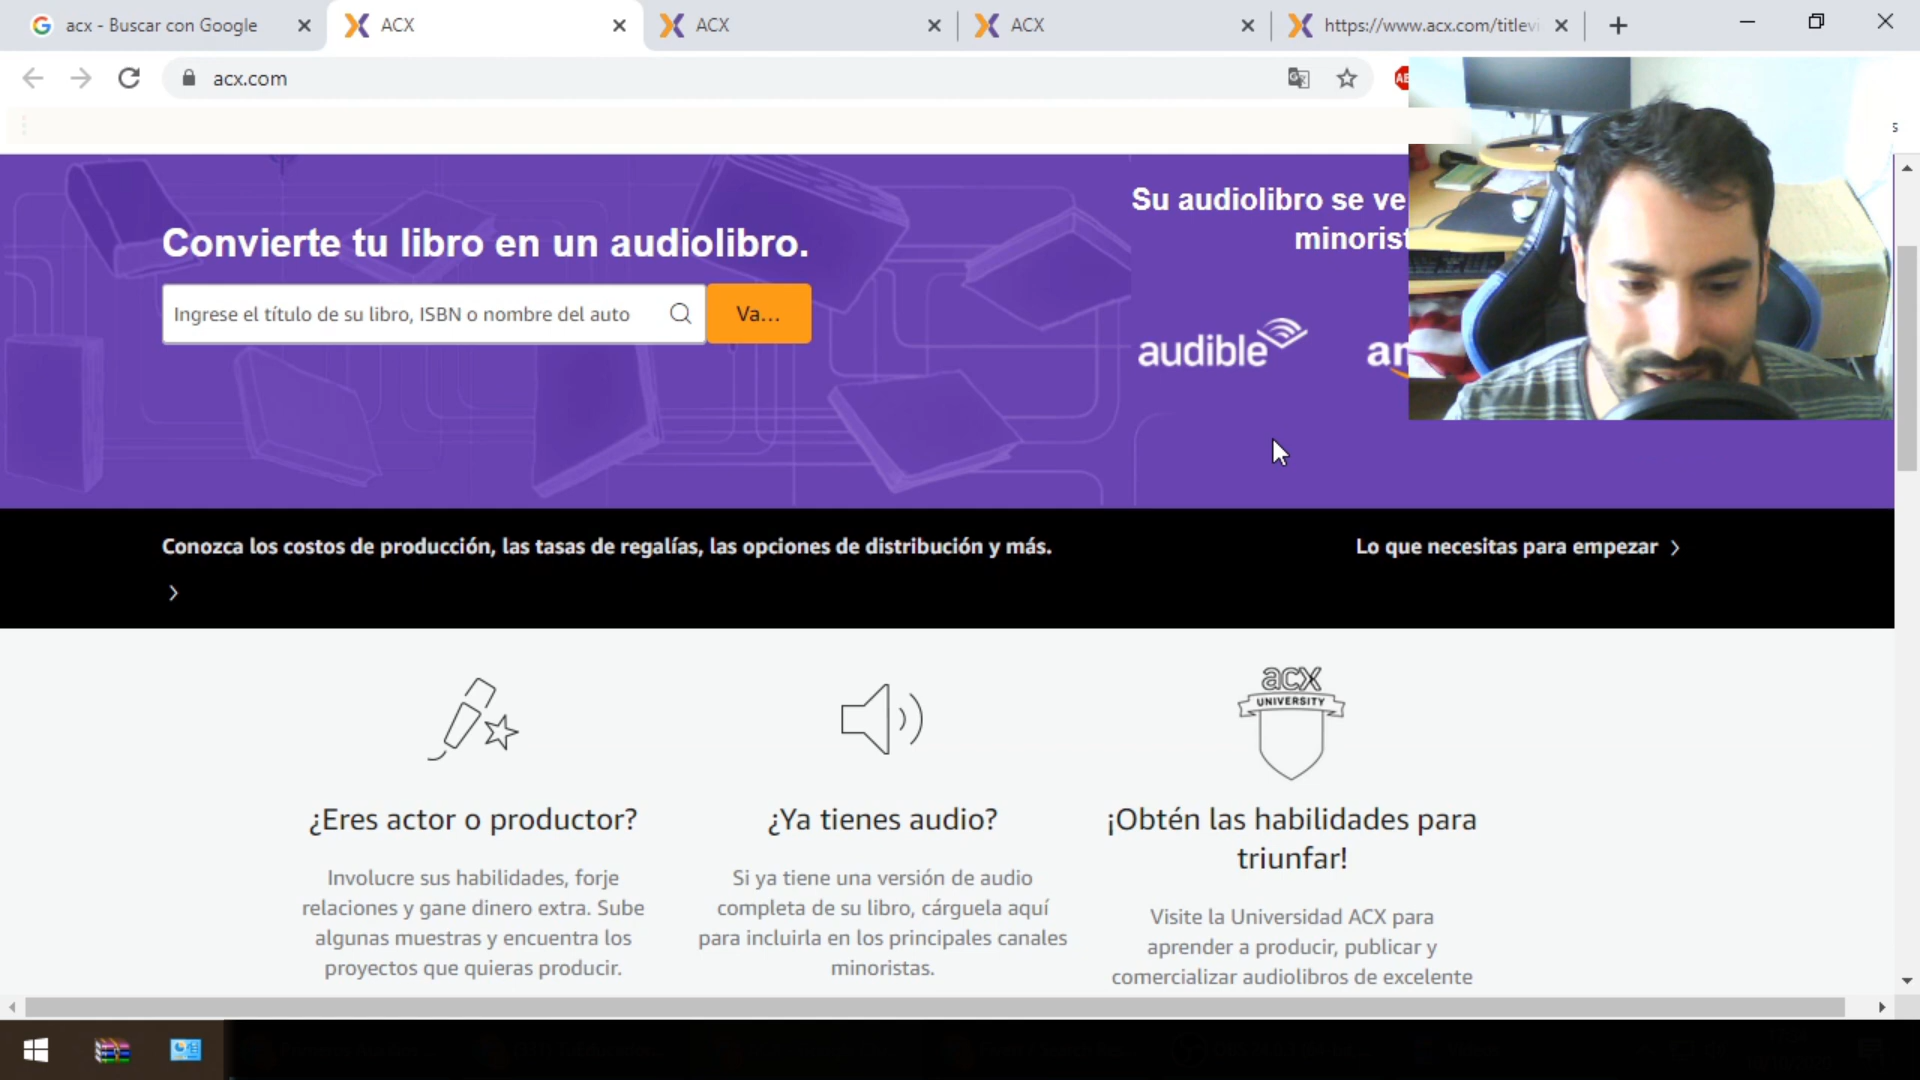 acx - Buscar con Google
ACX
ACX
ACX
https://www.acx.com/titlevi
acx.com
s
Convierte tu libro en un audiolibro.
Su audiolibro se ve
minorist
Ingrese el título de su libro, ISBN o nombre del auto
Va...
audible
am
Conozca los costos de producción, las tasas de regalías, las opciones de distribución y más.
Lo que necesitas para empezar
acx
UNIVERSITY
¿Eres actor o productor?
Involucre sus habilidades, forje
relaciones y gane dinero extra. Sube
algunas muestras y encuentra los
proyectos que quieras producir.
¿Ya tienes audio?
Si ya tiene una versión de audio
completa de su libro, cárguela aquí
para incluirla en los principales canales
minoristas.
¡Obtén las habilidades para
triunfar!
Visite la Universidad ACX para
aprender a producir, publicar y
comercializar audiolibros de excelente